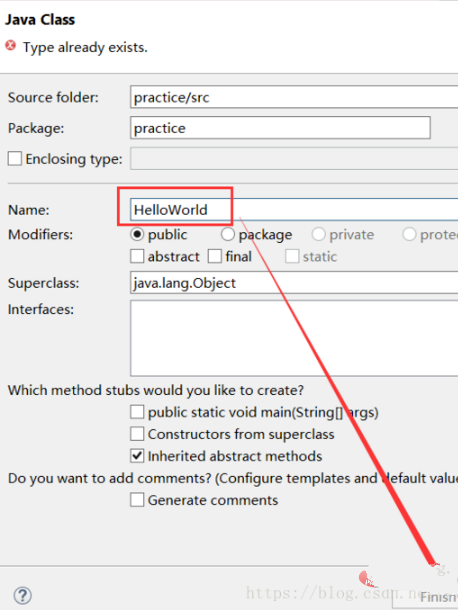 Java Class
Type already exists.
Source folder: practice/src
Package: practice
Enclosing type:
Name: HelloWorld
Modifiers: public package private
abstract final static
Superclass: java.lang.Object
Interfaces:
Which method stubs would you like to create?
public static void main(String[] args)
Constructors from superclass
Inherited abstract methods
Do you want to add comments? (Configure templates and default
Generate comments
?
https://blog.csdn.ne